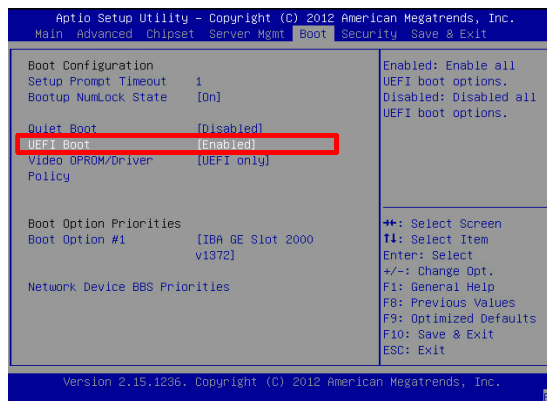 Aptio Setup Utility – Copyright (C) 2012 American Megatrends, Inc.
Main Advanced Chipset Server Mgmt Boot Security Save & Exit
Boot Configuration
Setup Prompt Timeout 1
Bootup NumLock State [On]
Quiet Boot [Disabled]
UEFI Boot [Enabled]
Video OPROM/Driver [UEFI only]
Policy
Boot Option Priorities
Boot Option #1 [IBA GE Slot 2000
v1372]
Network Device BBS Priorities
Enabled: Enable all
UEFI boot options.
Disabled: Disabled all
UEFI boot options.
→←: Select Screen
↑↓: Select Item
Enter: Select
+/-: Change Opt.
F1: General Help
F8: Previous Values
F9: Optimized Defaults
F10: Save & Exit
ESC: Exit
Version 2.15.1236. Copyright (C) 2012 American Megatrends, Inc.